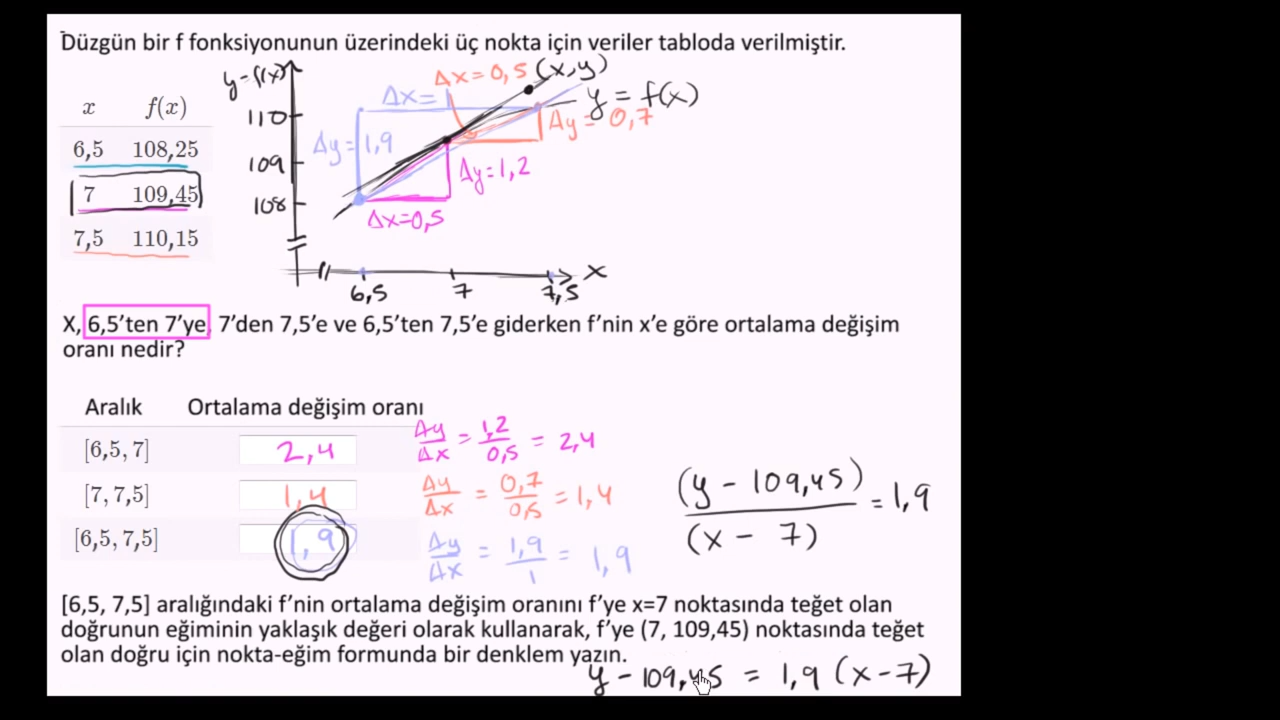 Düzgün bir f fonksiyonunun üzerindeki üç nokta için veriler tabloda verilmiştir.
y=f(x)
Δx=0,5 (x,y)
Δx=1
y = f(x)
x f(x)
6,5 108,25
7 109,45
7,5 110,15
110
109
108
Δy=1,9
Δy=0,7
Δy=1,2
Δx=0,5
x
6,5 7 7,5
X, 6,5’ten 7’ye, 7’den 7,5’e ve 6,5’ten 7,5’e giderken f’nin x’e göre ortalama değişim
oranı nedir?
Aralık Ortalama değişim oranı
[6,5, 7] 2,4 Δy/Δx = 1,2/0,5 = 2,4
[7, 7,5] 1,4 Δy/Δx = 0,7/0,5 = 1,4
[6,5, 7,5] 1,9 Δy/Δx = 1,9/1 = 1,9
(y - 109,45)/(x - 7) = 1,9
[6,5, 7,5] aralığındaki f’nin ortalama değişim oranını f’ye x=7 noktasında teğet olan
doğrunun eğiminin yaklaşık değeri olarak kullanarak, f’ye (7, 109,45) noktasında teğet
olan doğru için nokta-eğim formunda bir denklem yazın.
y - 109,45 = 1,9 (x-7)